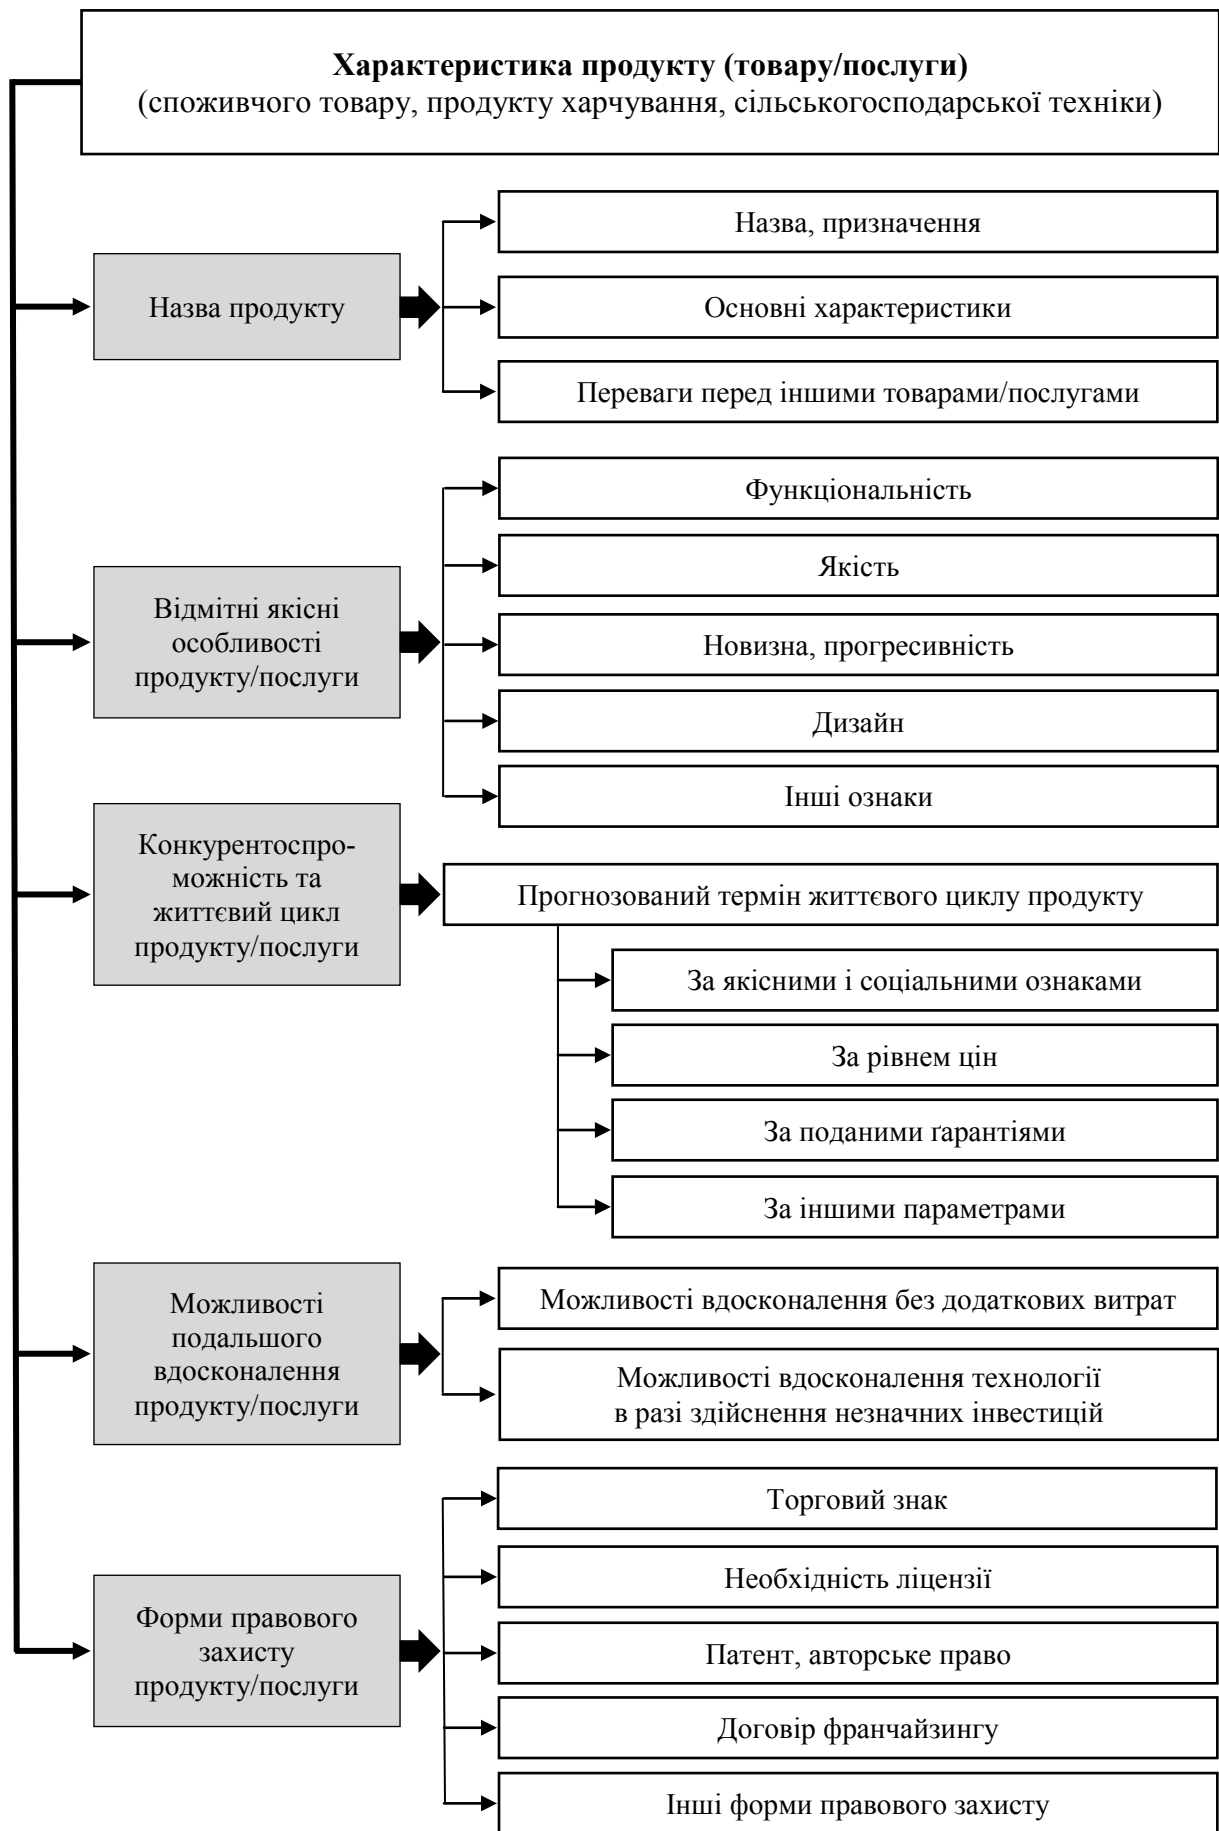 Характеристика продукту (товару/послуги)
(споживчого товару, продукту харчування, сільськогосподарської техніки)
Назва продукту
Назва, призначення
Основні характеристики
Переваги перед іншими товарами/послугами
Відмітні якісні
особливості
продукту/послуги
Функціональність
Якість
Новизна, прогресивність
Дизайн
Інші ознаки
Конкурентоспро-
можність та
життєвий цикл
продукту/послуги
Прогнозований термін життєвого циклу продукту
За якісними і соціальними ознаками
За рівнем цін
За поданими ґарантіями
За іншими параметрами
Можливості
подальшого
вдосконалення
продукту/послуги
Можливості вдосконалення без додаткових витрат
Можливості вдосконалення технології
в разі здійснення незначних інвестицій
Форми правового
захисту
продукту/послуги
Торговий знак
Необхідність ліцензії
Патент, авторське право
Договір франчайзингу
Інші форми правового захисту